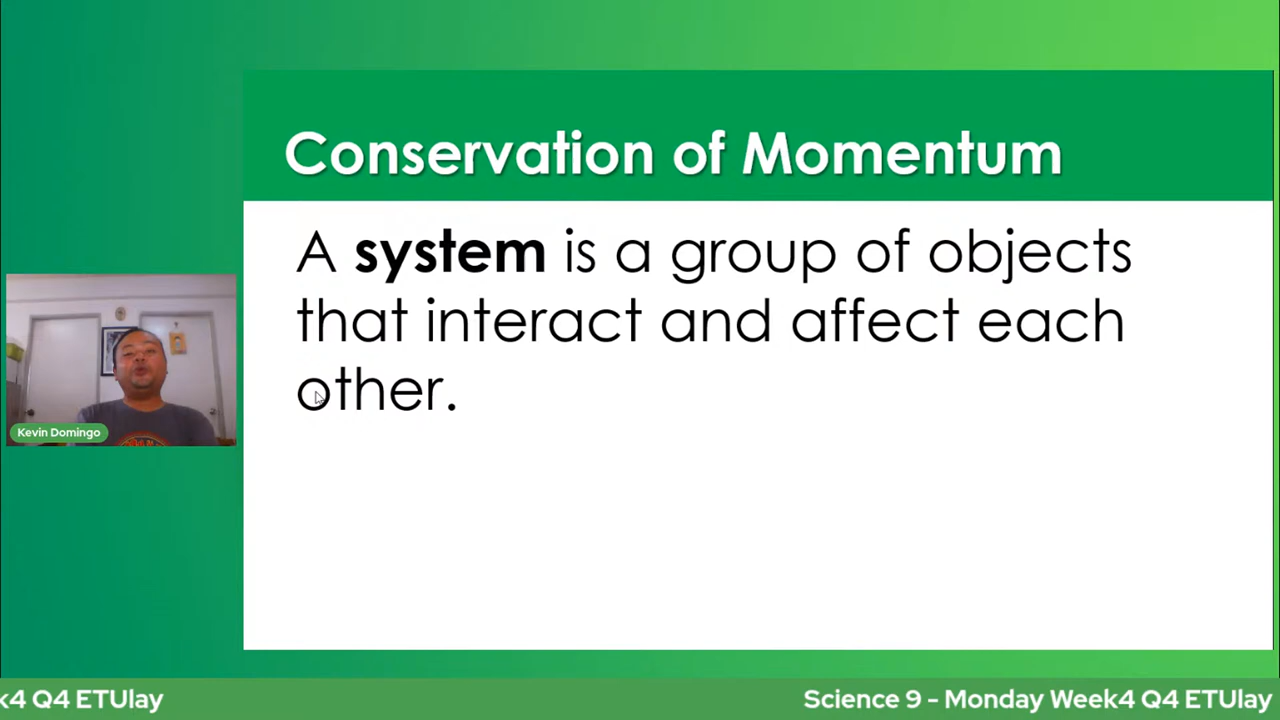 Conservation of Momentum
A system is a group of objects
that interact and affect each
other.
Kevin Domingo
k4 Q4 ETUlay
Science 9 - Monday Week4 Q4 ETUlay